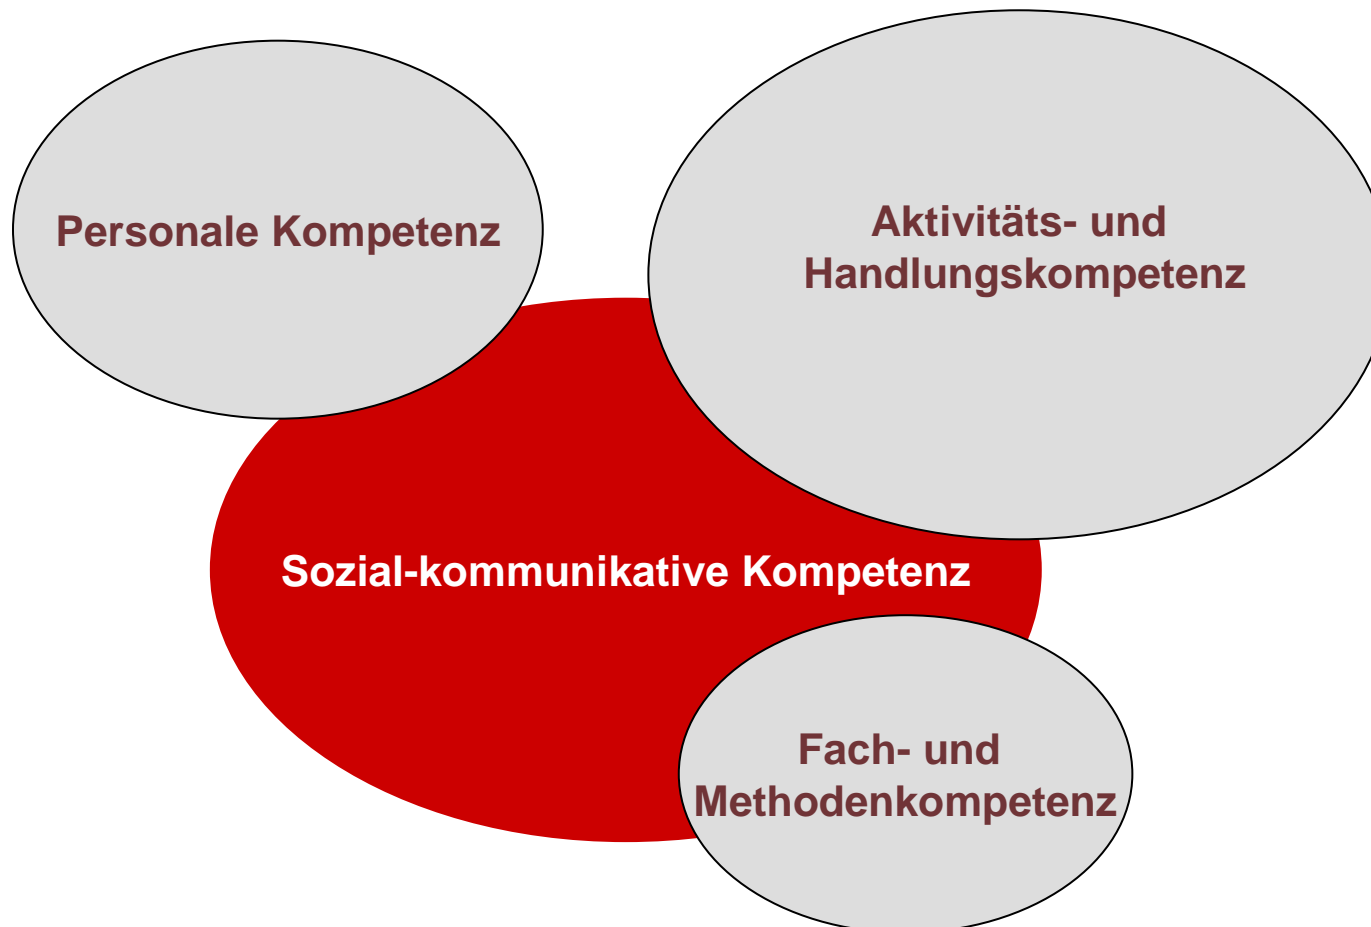 Personale Kompetenz
Aktivitäts- und
Handlungskompetenz
Sozial-kommunikative Kompetenz
Fach- und
Methodenkompetenz